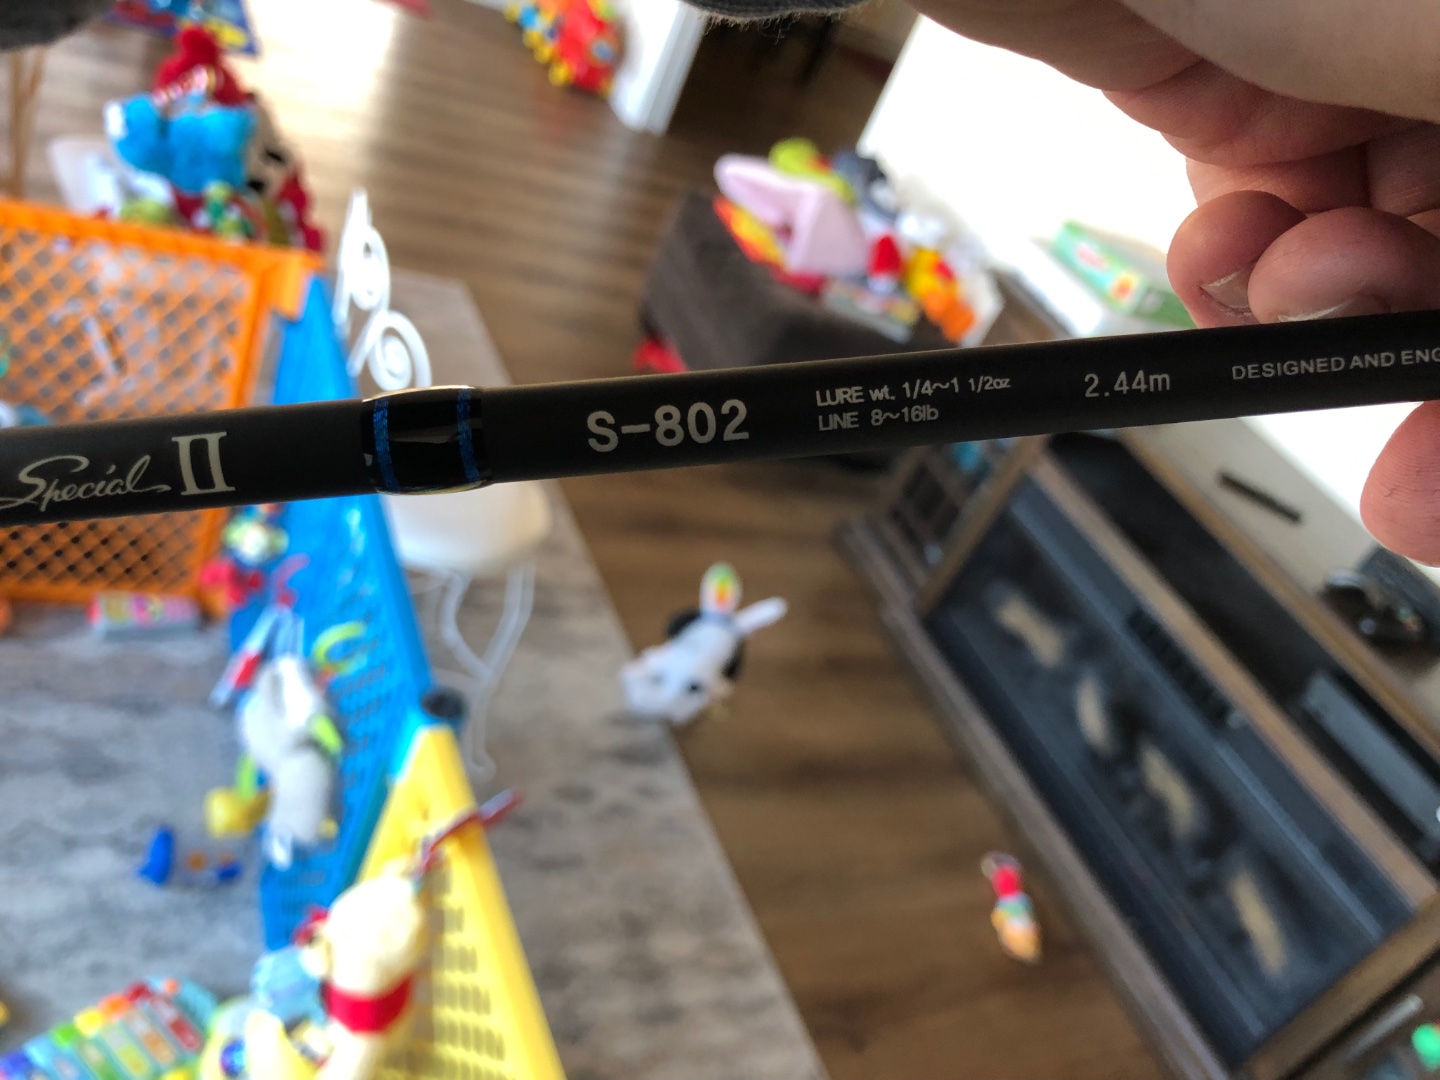 Special II
S-802
LURE wt. 1/4~1 1/2oz
LINE 8~16lb
2.44m
DESIGNED AND ENG